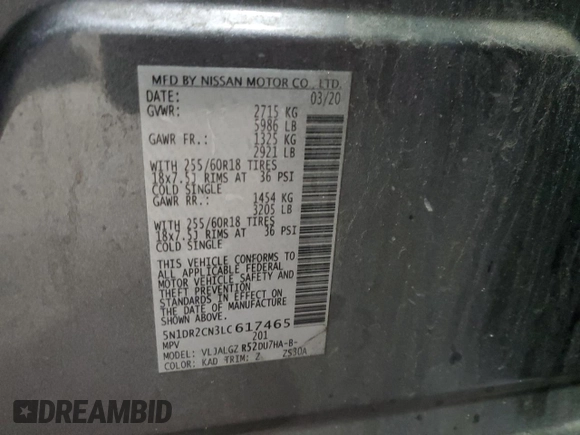 MFD BY NISSAN MOTOR CO., LTD.
DATE: 03/20
GVWR: 2715 KG
5986 LB
GAWR FR.: 1325 KG
2921 LB
WITH 255/60R18 TIRES
18x7.5J RIMS AT 36 PSI
COLD SINGLE
GAWR RR.: 1454 KG
3205 LB
WITH 255/60R18 TIRES
18x7.5J RIMS AT 36 PSI
COLD SINGLE
THIS VEHICLE CONFORMS TO
ALL APPLICABLE FEDERAL
MOTOR VEHICLE SAFETY AND
THEFT PREVENTION
STANDARDS IN EFFECT ON
THE DATE OF MANUFACTURE
SHOWN ABOVE.
5N1DR2CN3LC617465
MPV 201
MODEL: VLJALGZ R52DU7HA-B-
COLOR: KAD TRIM: Z ZS30A
DREAMBID